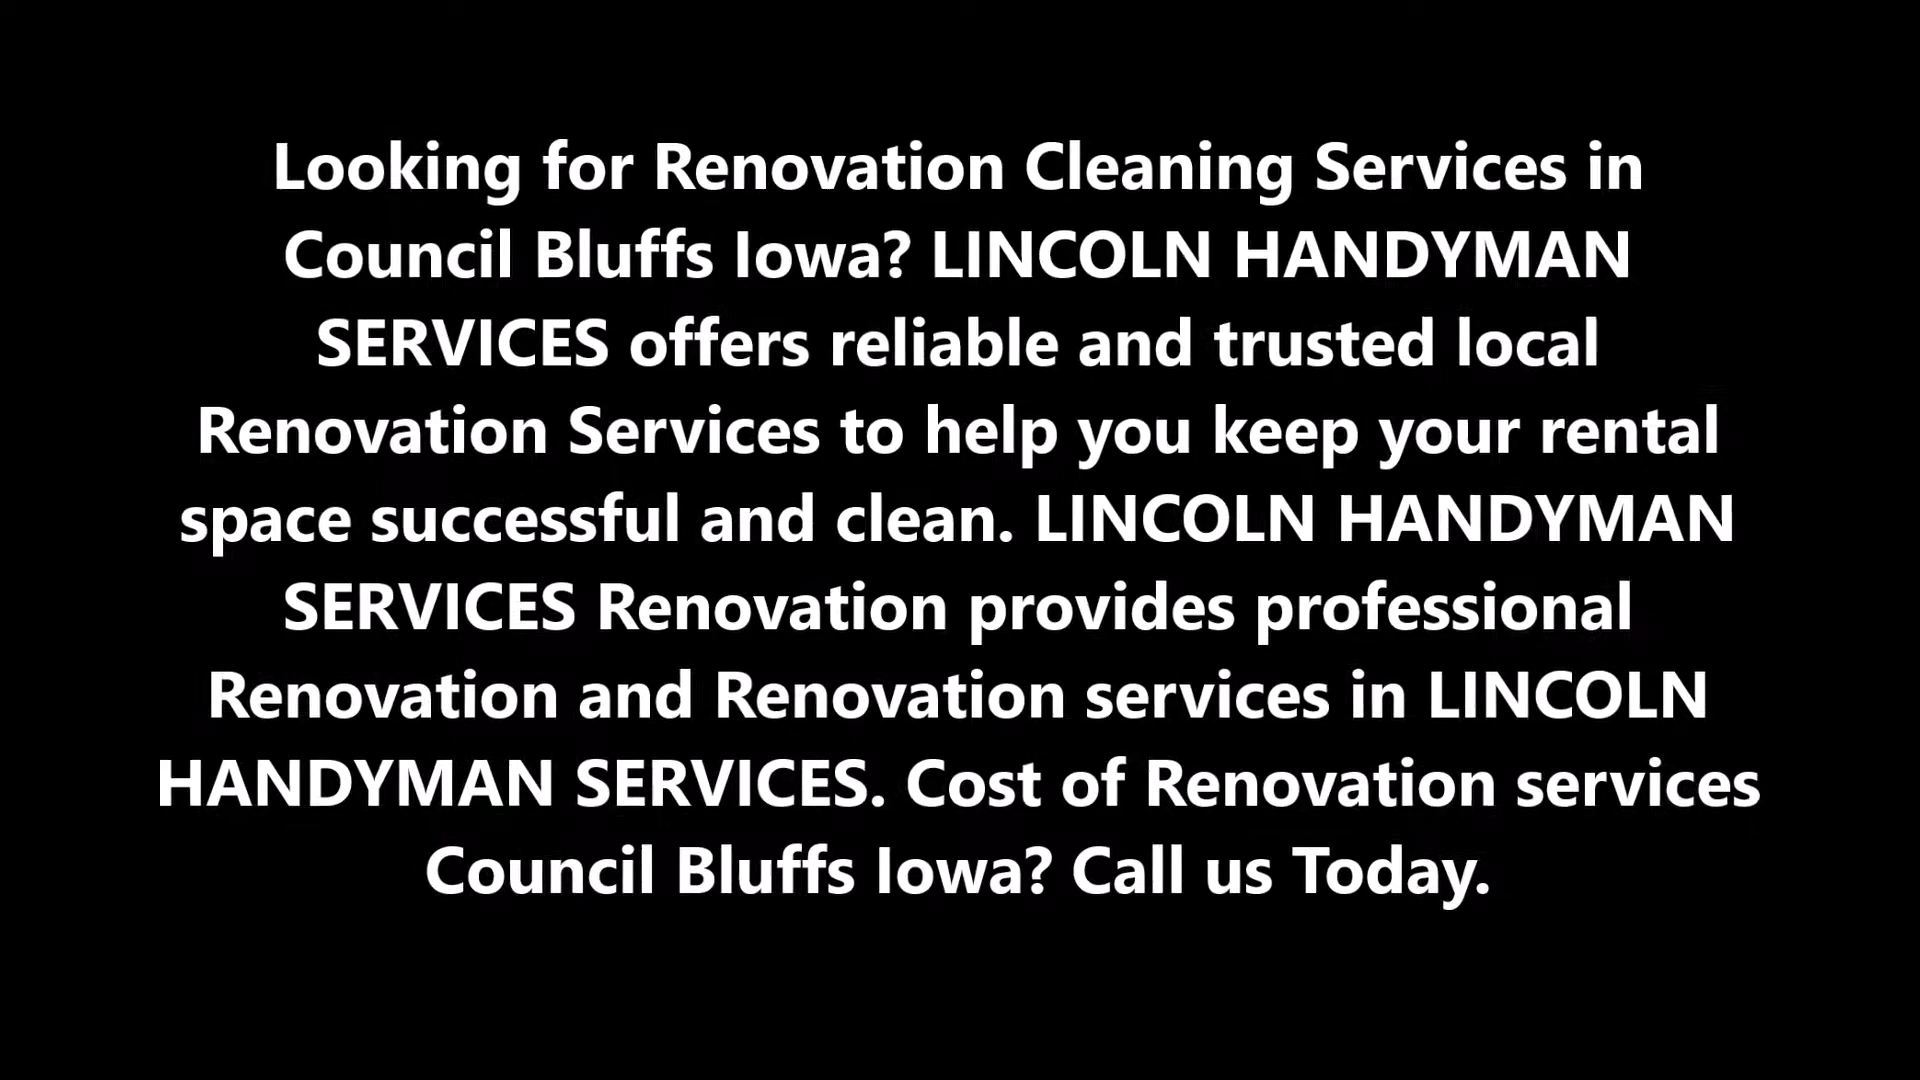 Looking for Renovation Cleaning Services in
Council Bluffs Iowa? LINCOLN HANDYMAN
SERVICES offers reliable and trusted local
Renovation Services to help you keep your rental
space successful and clean. LINCOLN HANDYMAN
SERVICES Renovation provides professional
Renovation and Renovation services in LINCOLN
HANDYMAN SERVICES. Cost of Renovation services
Council Bluffs Iowa? Call us Today.